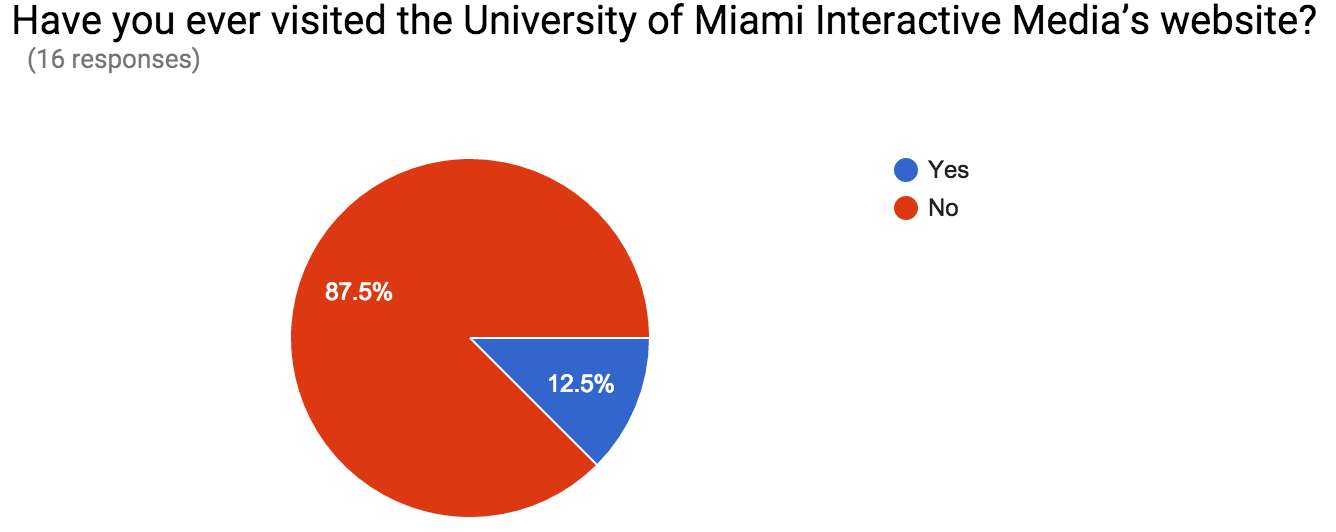 Have you ever visited the University of Miami Interactive Media’s website?
(16 responses)
Yes
No
87.5%
12.5%